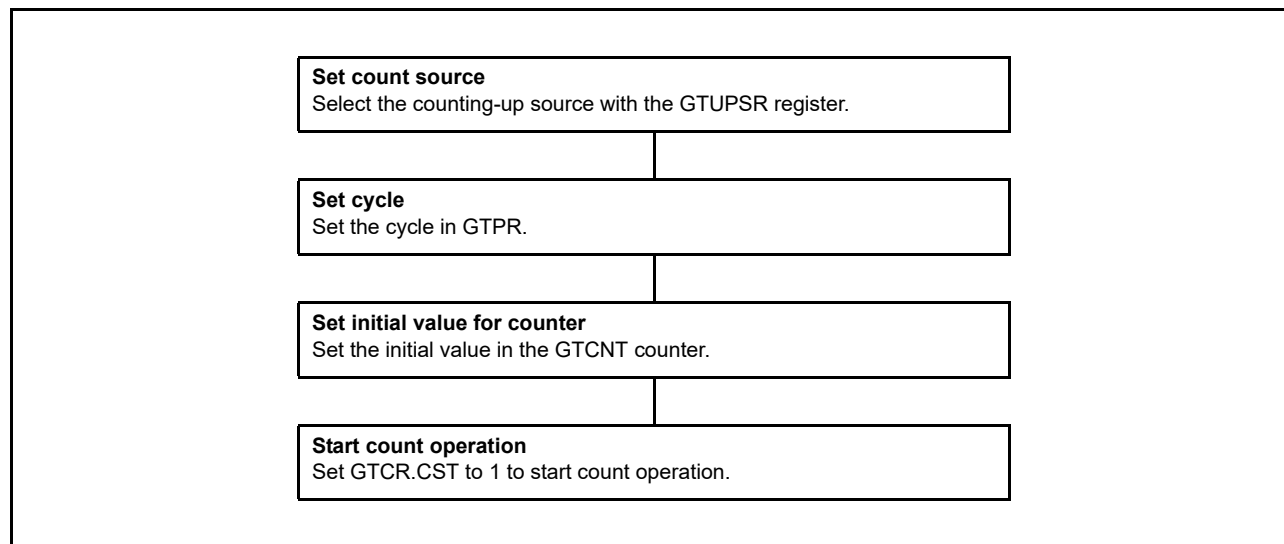 Set count source
Select the counting-up source with the GTUPSR register.
Set cycle
Set the cycle in GTPR.
Set initial value for counter
Set the initial value in the GTCNT counter.
Start count operation
Set GTCR.CST to 1 to start count operation.